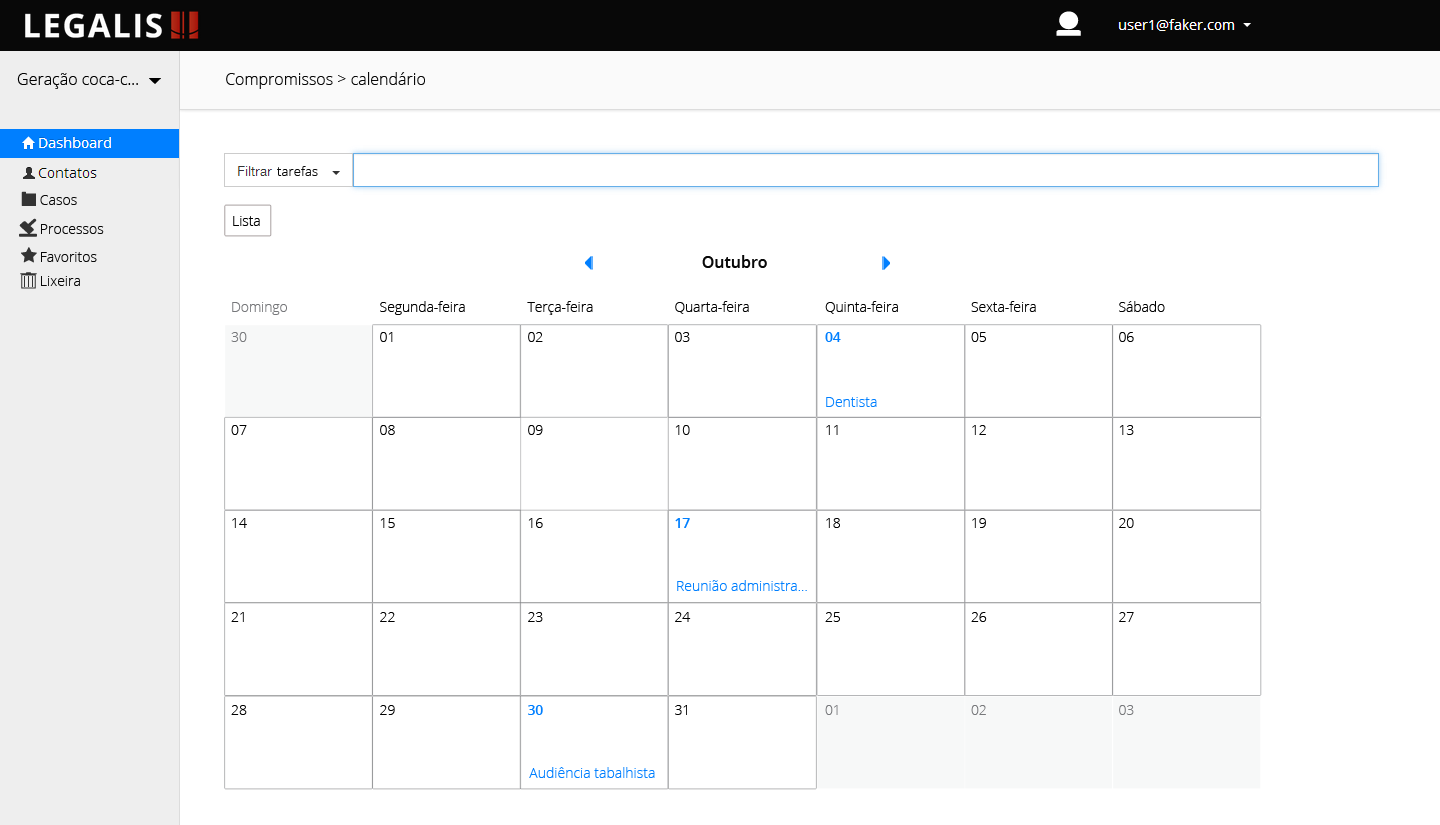 LEGALIS
user1@faker.com
Geração coca-c...
Compromissos > calendário
Dashboard
Contatos
Casos
Processos
Favoritos
Lixeira
Filtrar tarefas
Lista
Outubro
Domingo Segunda-feira Terça-feira Quarta-feira Quinta-feira Sexta-feira Sábado
30 01 02 03 04 05 06
Dentista
07 08 09 10 11 12 13
14 15 16 17 18 19 20
Reunião administra...
21 22 23 24 25 26 27
28 29 30 31 01 02 03
Audiência tabalhista